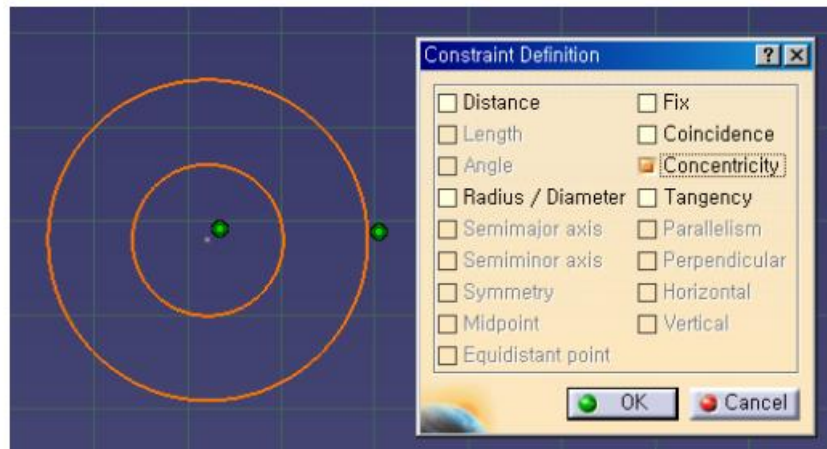 Constraint Definition
Distance
Fix
Length
Coincidence
Angle
Concentricity
Radius / Diameter
Tangency
Semimajor axis
Parallelism
Semiminor axis
Perpendicular
Symmetry
Horizontal
Midpoint
Vertical
Equidistant point
OK
Cancel